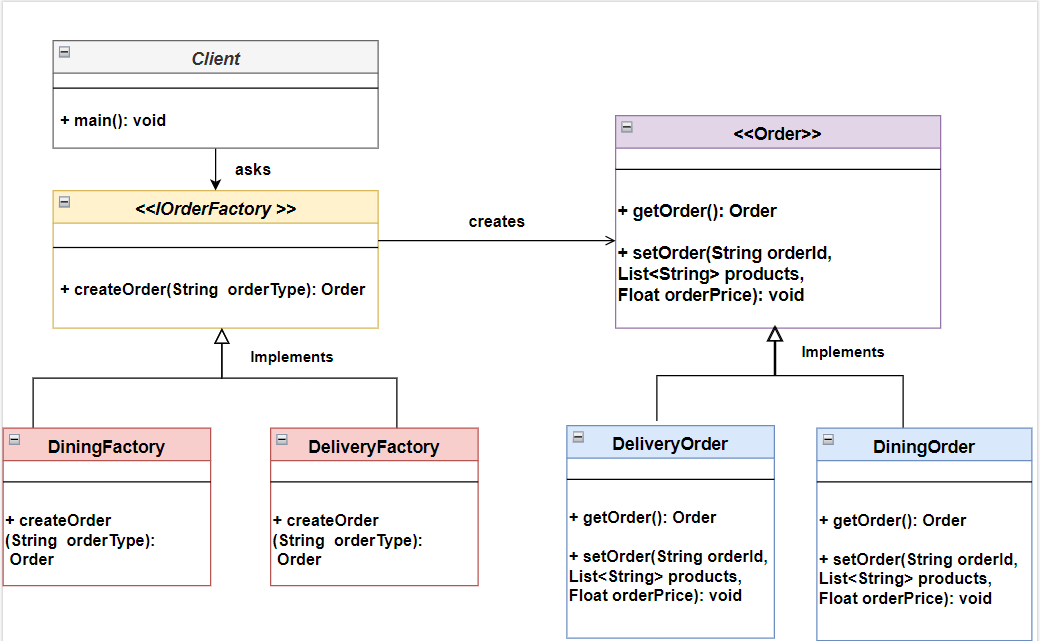 Client
+ main(): void
asks
<<IOrderFactory >>
+ createOrder(String orderType): Order
creates
<<Order>>
+ getOrder(): Order
+ setOrder(String orderId,
List<String> products,
Float orderPrice): void
Implements
Implements
DiningFactory
+ createOrder
(String orderType):
Order
DeliveryFactory
+ createOrder
(String orderType):
Order
DeliveryOrder
+ getOrder(): Order
+ setOrder(String orderId,
List<String> products,
Float orderPrice): void
DiningOrder
+ getOrder(): Order
+ setOrder(String orderId,
List<String> products,
Float orderPrice): void